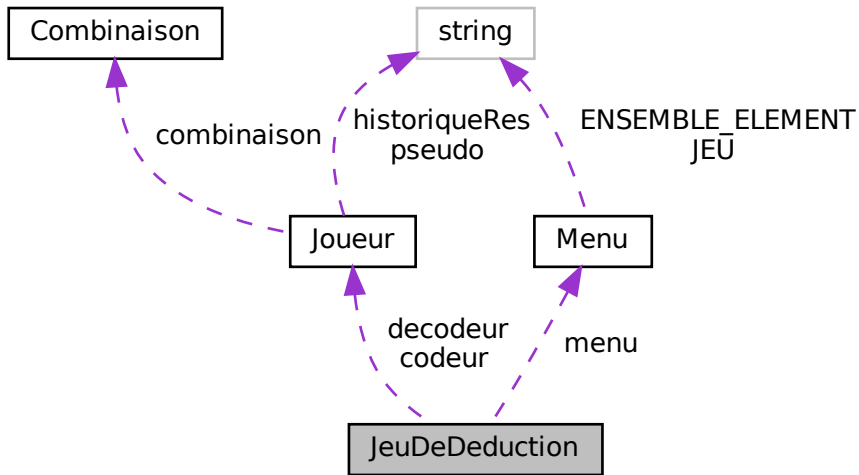 Combinaison
string
combinaison
historiqueRes
pseudo
ENSEMBLE_ELEMENT
JEU
Joueur
Menu
decodeur
codeur
menu
JeuDeDeduction